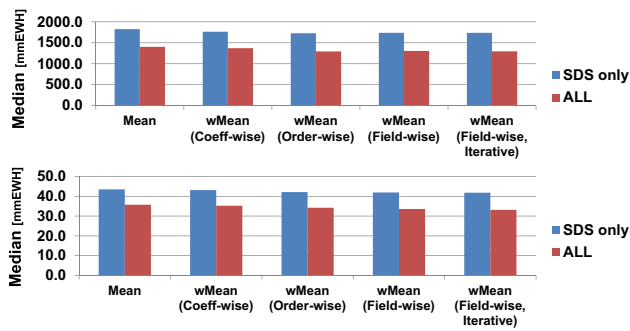 Median [mmEWH]
2000.0
1500.0
1000.0
500.0
0.0
Mean
wMean
(Coeff-wise)
wMean
(Order-wise)
wMean
(Field-wise)
wMean
(Field-wise,
Iterative)
SDS only
ALL
Median [mmEWH]
50.0
40.0
30.0
20.0
10.0
0.0
Mean
wMean
(Coeff-wise)
wMean
(Order-wise)
wMean
(Field-wise)
wMean
(Field-wise,
Iterative)
SDS only
ALL